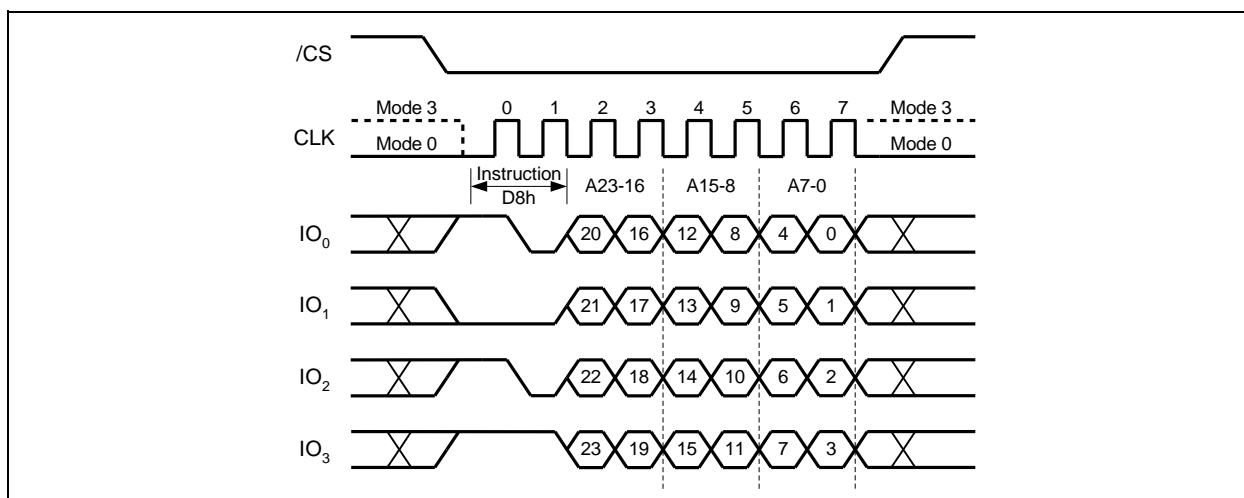 /CS
Mode 3 0 1 2 3 4 5 6 7 Mode 3
CLK Mode 0 Mode 0
Instruction
D8h A23-16 A15-8 A7-0
IO0 20 16 12 8 4 0
IO1 21 17 13 9 5 1
IO2 22 18 14 10 6 2
IO3 23 19 15 11 7 3